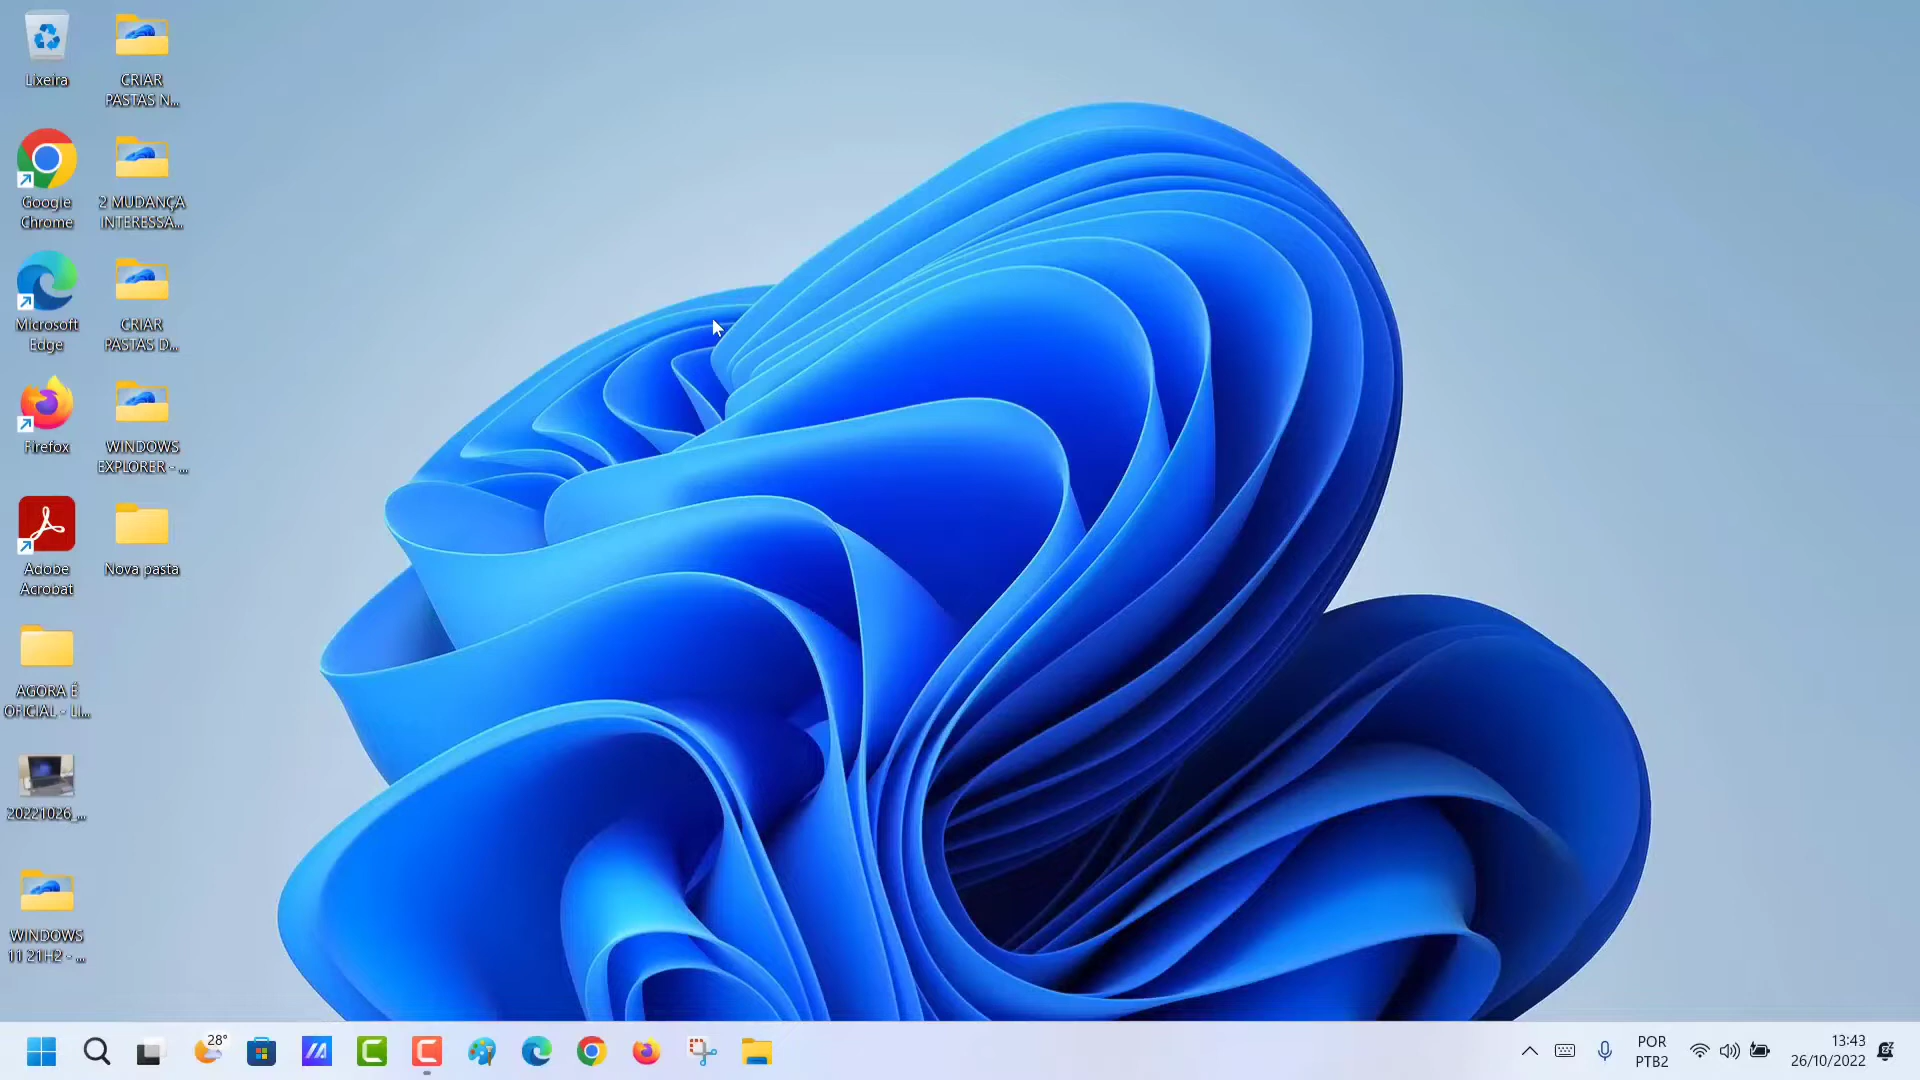 Lixeira
CRIAR
PASTAS N...
Google
Chrome
2 MUDANÇA
INTERESSA...
Microsoft
Edge
CRIAR
PASTAS D...
Firefox
WINDOWS
EXPLORER - ...
Adobe
Acrobat
Nova pasta
AGORA É
OFICIAL - LI...
20221026_...
WINDOWS
11 21H2 - ...
28°
POR
PTB2
13:43
26/10/2022